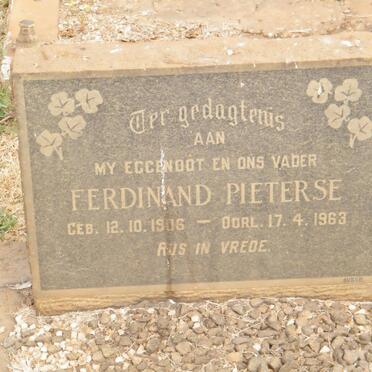 Ter gedagtenis
AAN
MY EGGENOOT EN ONS VADER
FERDINAND PIETERSE
GEB. 12. 10. 1906 — OORL. 17. 4. 1963
RUS IN VREDE.